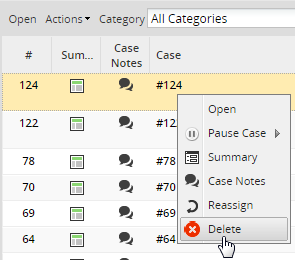 Open Actions Category All Categories
# Sum... Case Notes Case
124 #124
122 #12
78 #78
70 #70
69 #69
64 #64
Open
Pause Case
Summary
Case Notes
Reassign
Delete